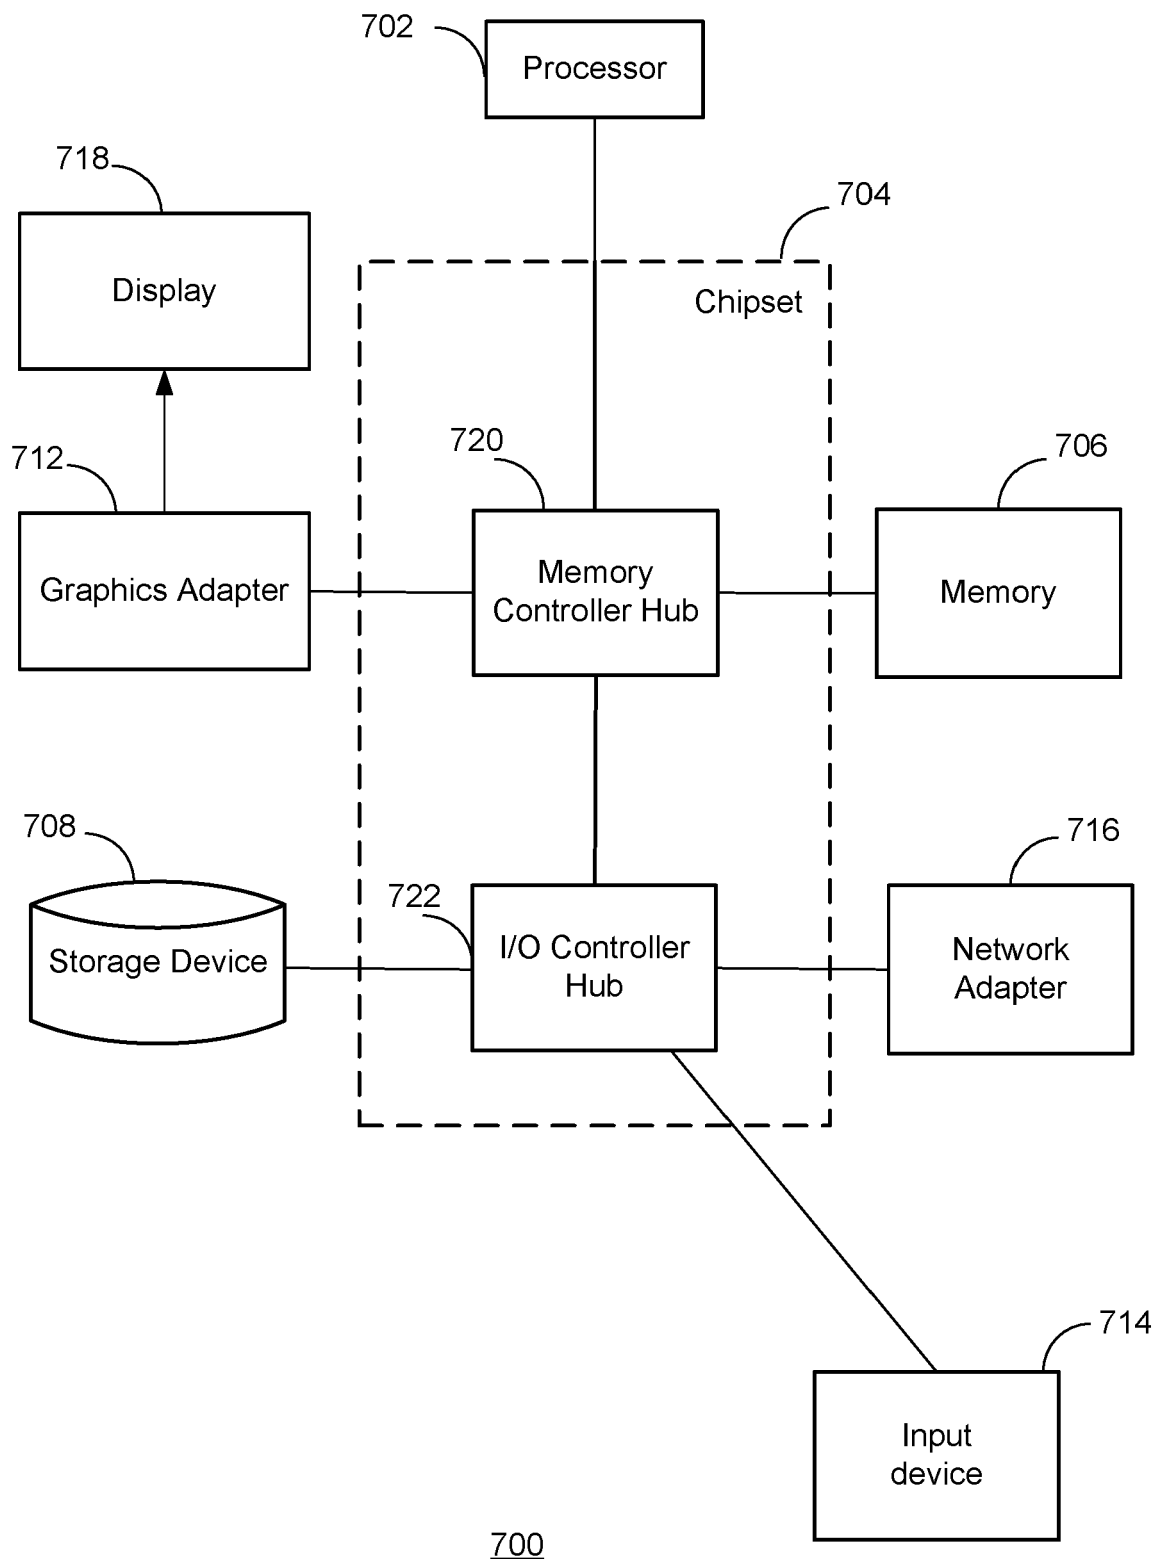 702
Processor
718
704
Display
Chipset
712
720
706
Graphics Adapter
Memory
Controller Hub
Memory
708
716
722
Storage Device
I/O Controller
Hub
Network
Adapter
714
Input
device
700